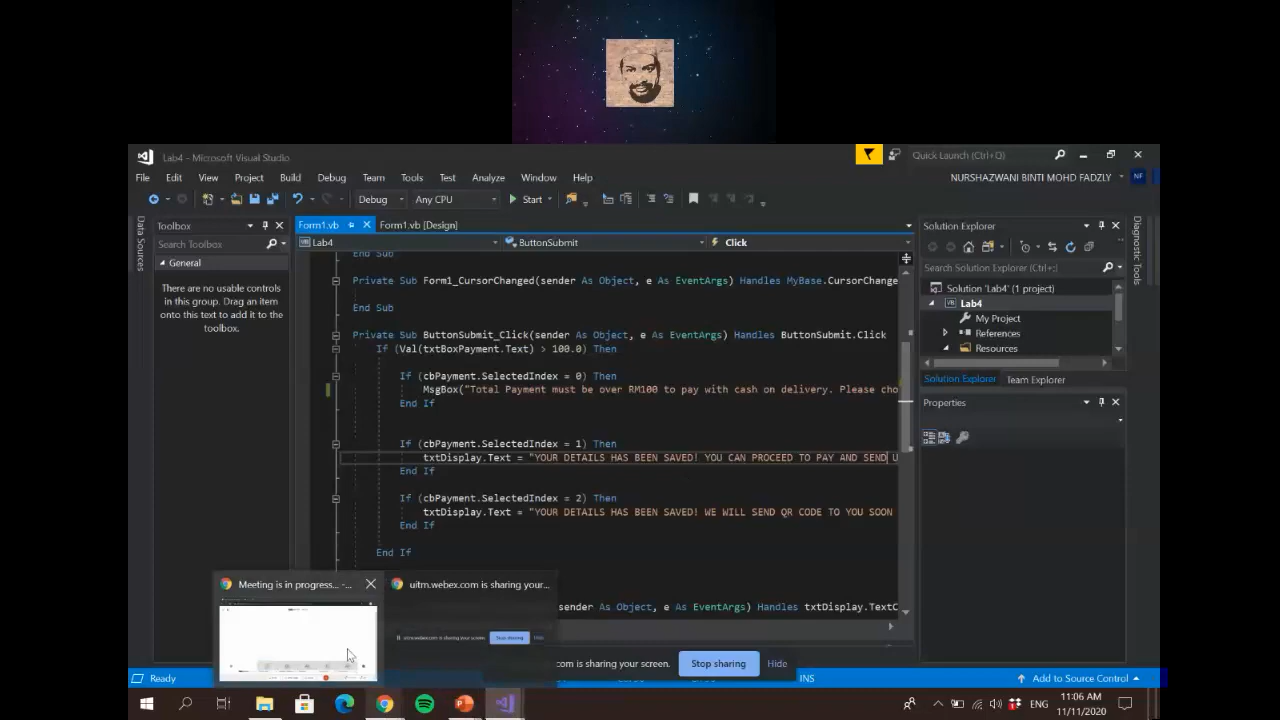 Lab4 - Microsoft Visual Studio
Quick Launch (Ctrl+Q)
File Edit View Project Build Debug Team Tools Test Analyze Window Help
NURSHAZWANI BINTI MOHD FADZLY NF
Debug Any CPU Start
Data Sources
Toolbox
Search Toolbox
General
There are no usable controls
in this group. Drag an item
onto this text to add it to the
toolbox.
Form1.vb Form1.vb [Design]
Lab4 ButtonSubmit Click
End Sub
Private Sub Form1_CursorChanged(sender As Object, e As EventArgs) Handles MyBase.CursorChange
End Sub
Private Sub ButtonSubmit_Click(sender As Object, e As EventArgs) Handles ButtonSubmit.Click
If (Val(txtBoxPayment.Text) > 100.0) Then
If (cbPayment.SelectedIndex = 0) Then
MsgBox("Total Payment must be over RM100 to pay with cash on delivery. Please cho
End If
If (cbPayment.SelectedIndex = 1) Then
txtDisplay.Text = "YOUR DETAILS HAS BEEN SAVED! YOU CAN PROCEED TO PAY AND SEND U
End If
If (cbPayment.SelectedIndex = 2) Then
txtDisplay.Text = "YOUR DETAILS HAS BEEN SAVED! WE WILL SEND QR CODE TO YOU SOON
End If
End If
sender As Object, e As EventArgs) Handles txtDisplay.TextC
Solution Explorer
Search Solution Explorer (Ctrl+;)
Solution 'Lab4' (1 project)
Lab4
My Project
References
Resources
Solution Explorer Team Explorer
Properties
Diagnostic Tools
Meeting is in progress... -...
uitm.webex.com is sharing your...
uitm.webex.com is sharing your screen. Stop sharing Hide
com is sharing your screen. Stop sharing Hide
Ready
INS
Add to Source Control
ENG
11:06 AM
11/11/2020